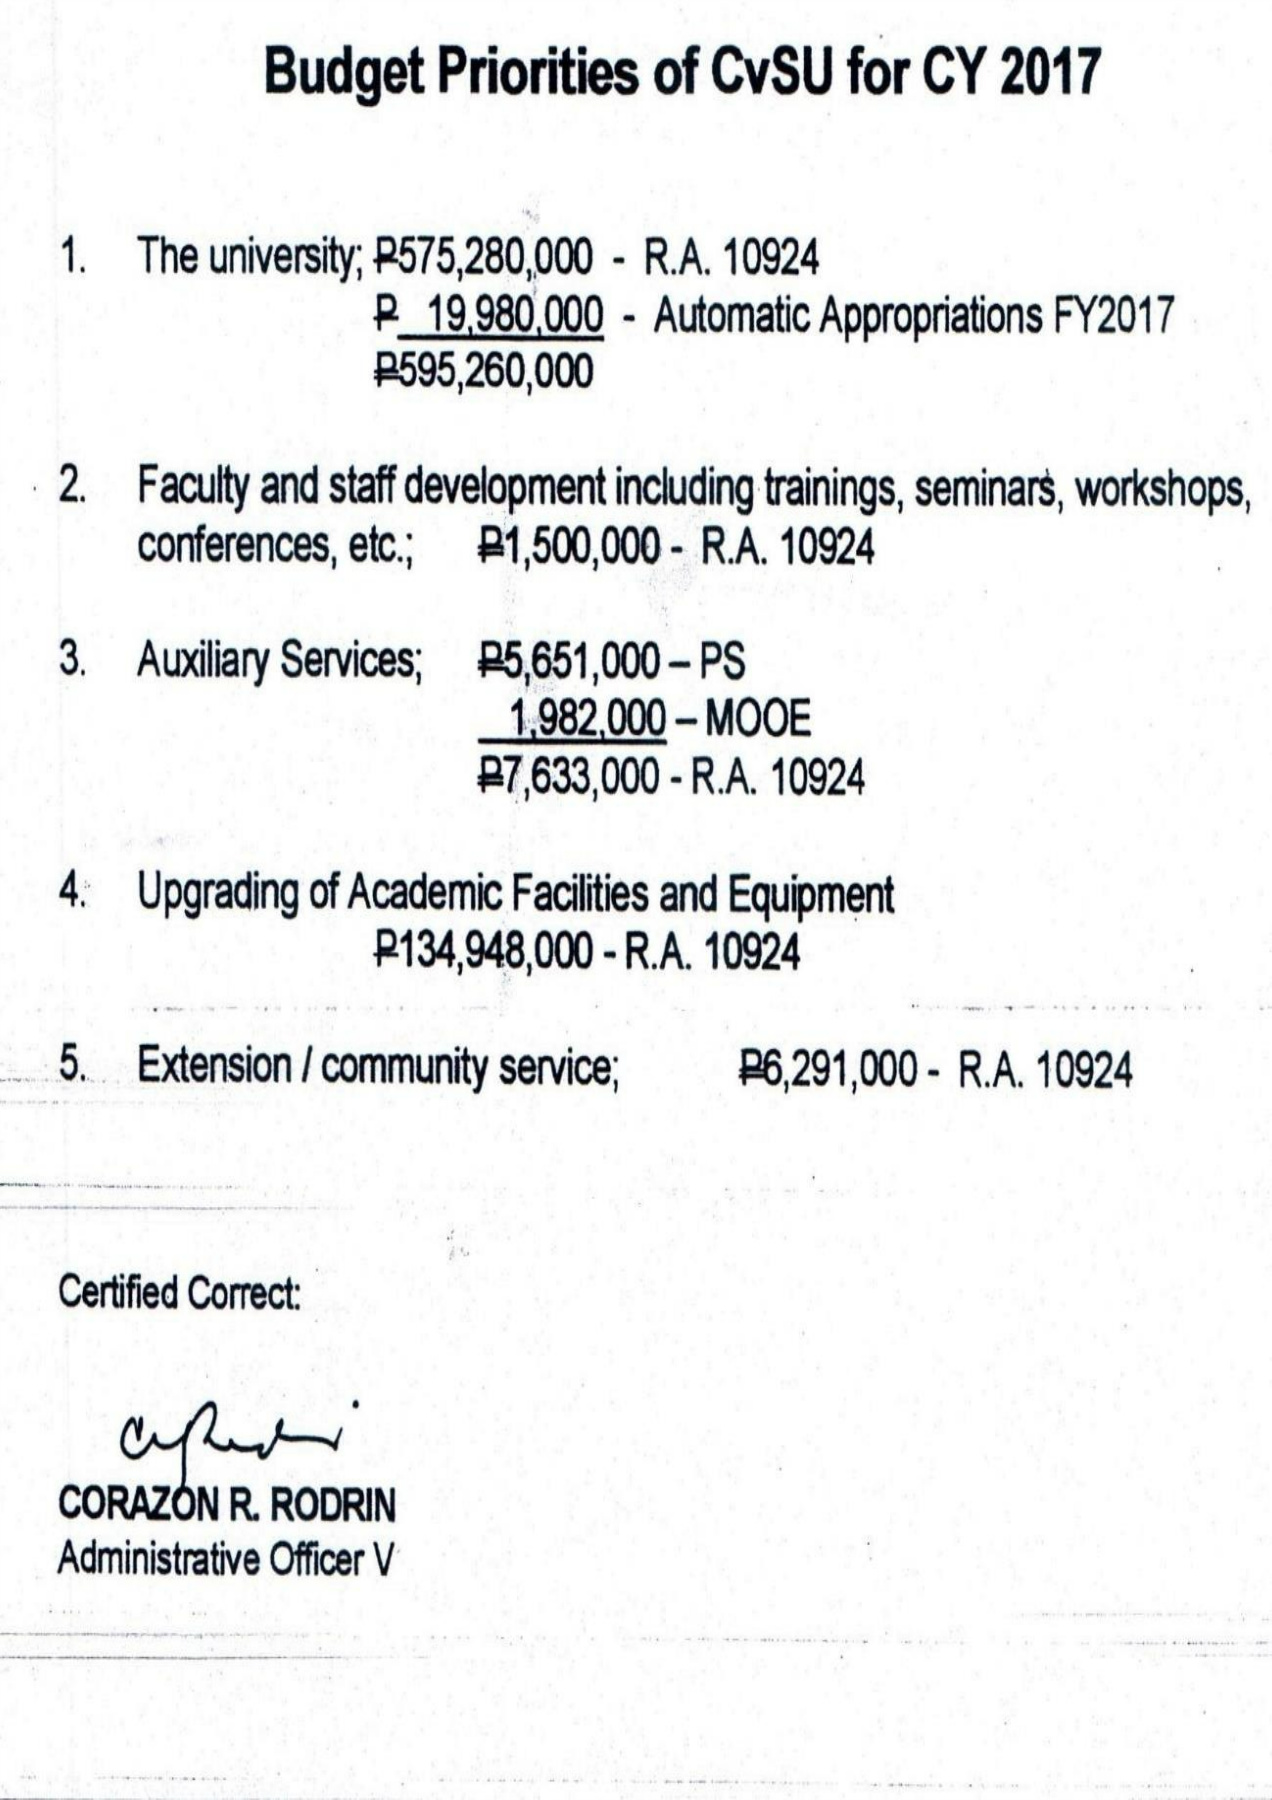 Budget Priorities of CvSU for CY 2017
1. The university; ₱575,280,000 - R.A. 10924
₱ 19,980,000 - Automatic Appropriations FY2017
₱595,260,000
2. Faculty and staff development including trainings, seminars, workshops,
conferences, etc.; ₱1,500,000 - R.A. 10924
3. Auxiliary Services; ₱5,651,000 – PS
1,982,000 – MOOE
₱7,633,000 - R.A. 10924
4. Upgrading of Academic Facilities and Equipment
₱134,948,000 - R.A. 10924
5. Extension / community service; ₱6,291,000 - R.A. 10924
Certified Correct:
CORAZON R. RODRIN
Administrative Officer V